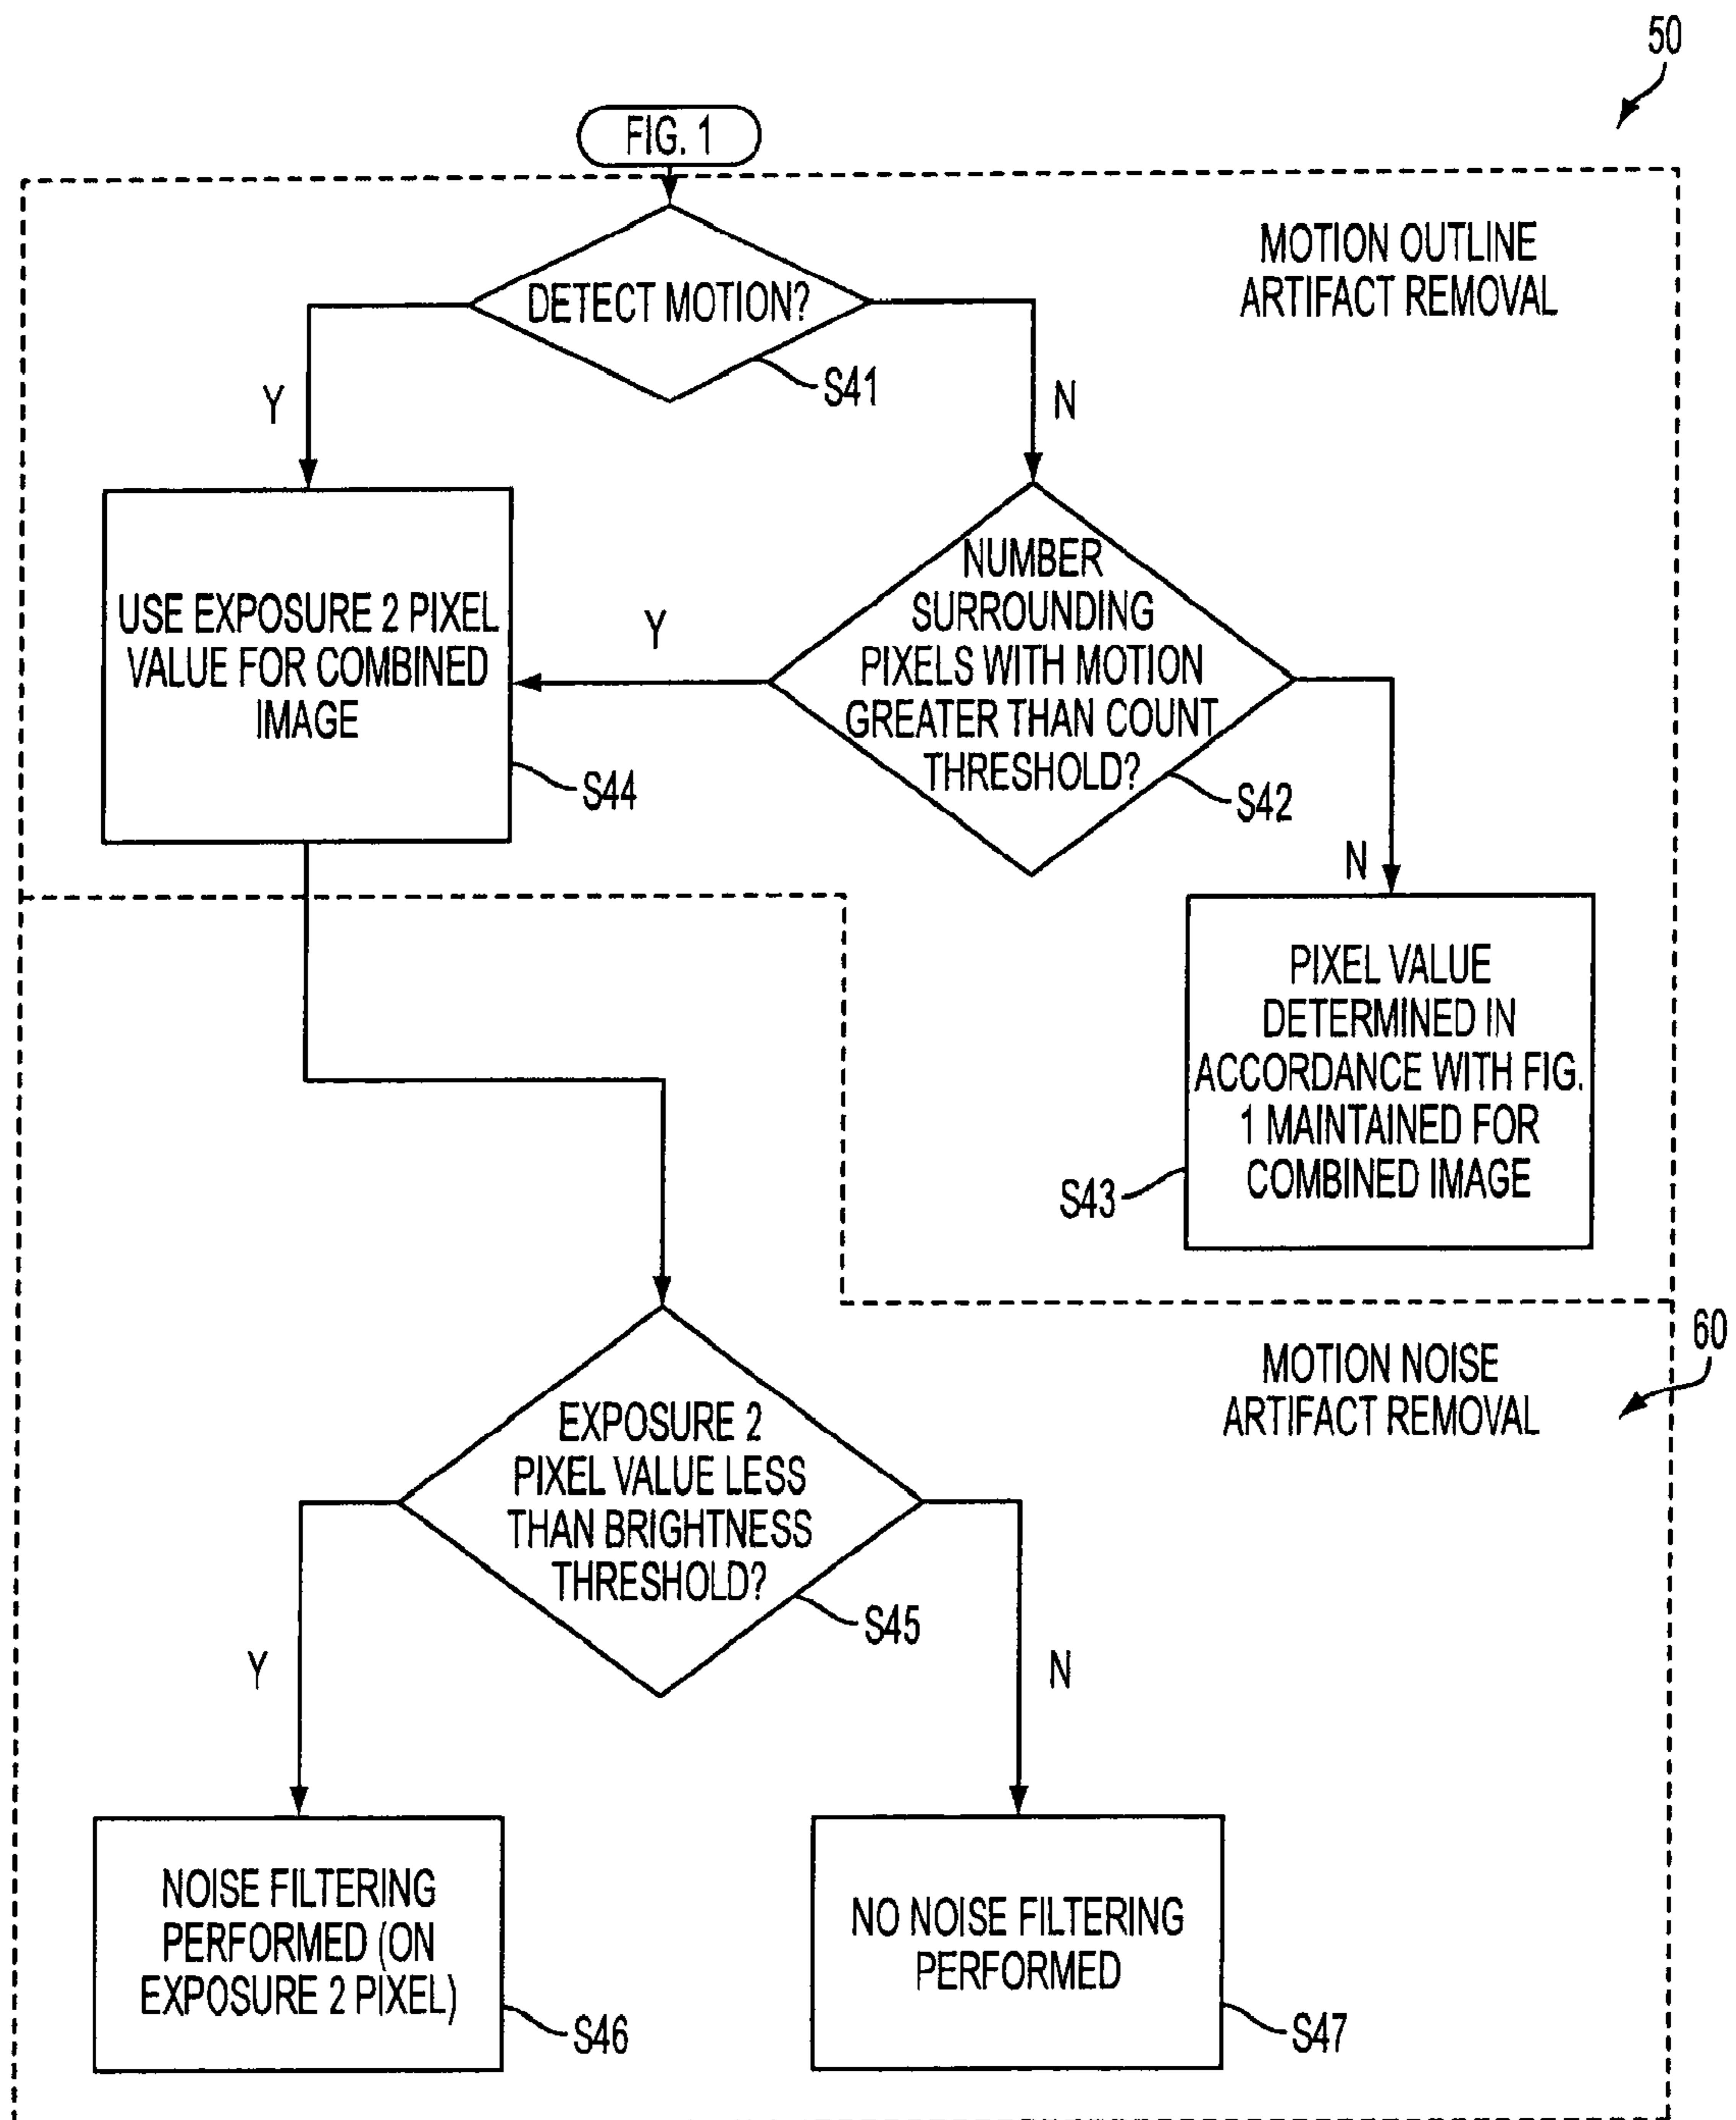 50
FIG. 1
MOTION OUTLINE
ARTIFACT REMOVAL
DETECT MOTION?
S41
Y
N
NUMBER
SURROUNDING
PIXELS WITH MOTION
GREATER THAN COUNT
THRESHOLD?
S42
Y
USE EXPOSURE 2 PIXEL
VALUE FOR COMBINED
IMAGE
S44
N
PIXEL VALUE
DETERMINED IN
ACCORDANCE WITH FIG.
1 MAINTAINED FOR
COMBINED IMAGE
S43
60
MOTION NOISE
ARTIFACT REMOVAL
EXPOSURE 2
PIXEL VALUE LESS
THAN BRIGHTNESS
THRESHOLD?
S45
Y
N
NOISE FILTERING
PERFORMED (ON
EXPOSURE 2 PIXEL)
S46
NO NOISE FILTERING
PERFORMED
S47